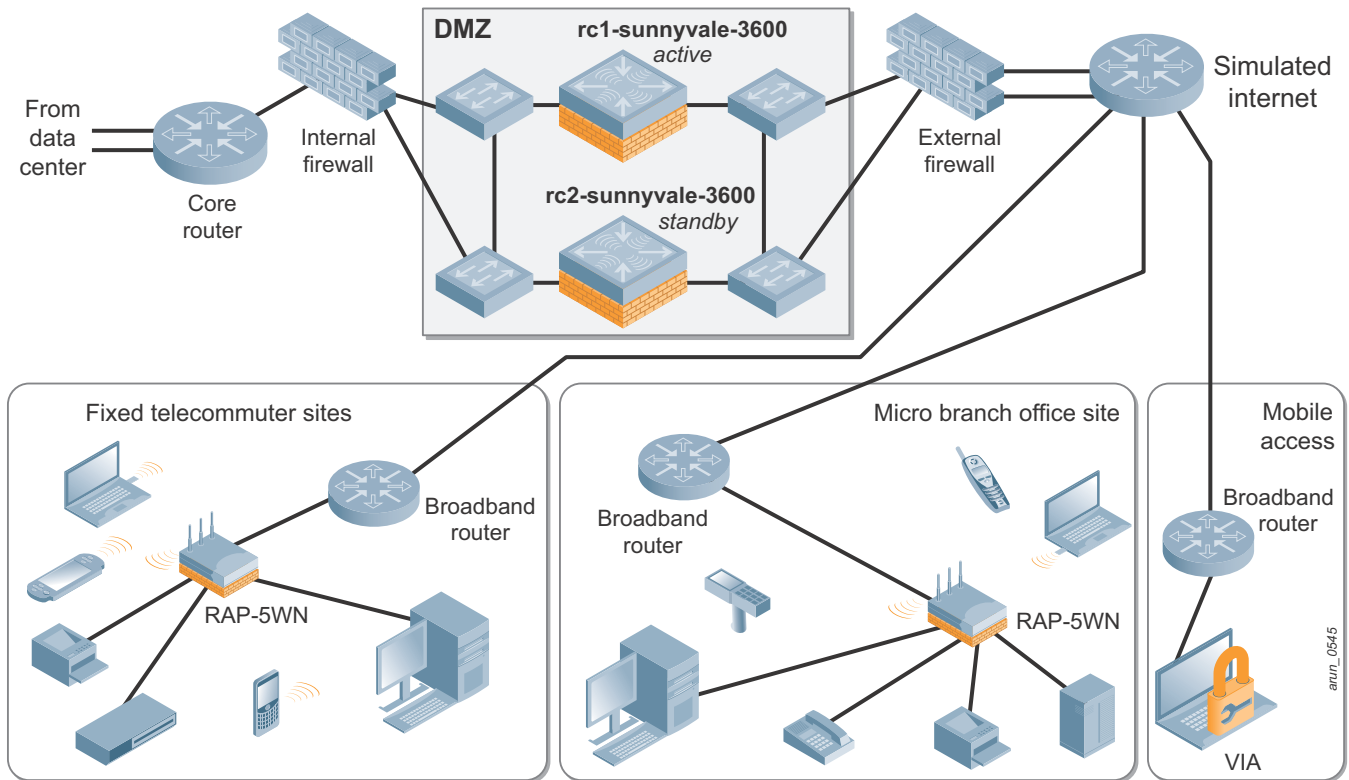 DMZ
rc1-sunnyvale-3600
active
From
data
center
Core
router
Internal
firewall
rc2-sunnyvale-3600
standby
External
firewall
Simulated
internet
Fixed telecommuter sites
Broadband
router
RAP-5WN
Micro branch office site
Broadband
router
RAP-5WN
Mobile
access
Broadband
router
VIA
arun_0545